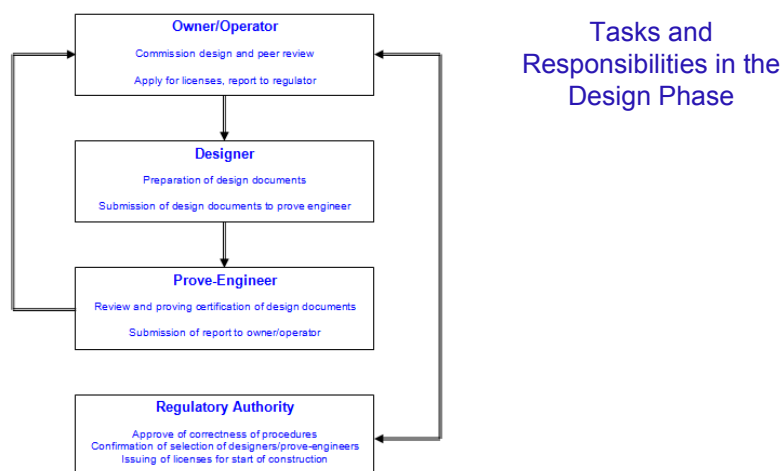 Owner/Operator
Commission design and peer review
Apply for licenses, report to regulator
Designer
Preparation of design documents
Submission of design documents to prove engineer
Prove-Engineer
Review and proving certification of design documents
Submission of report to owner/operator
Regulatory Authority
Approve of correctness of procedures
Confirmation of selection of designers/prove-engineers
Issuing of licenses for start of construction
Tasks and
Responsibilities in the
Design Phase